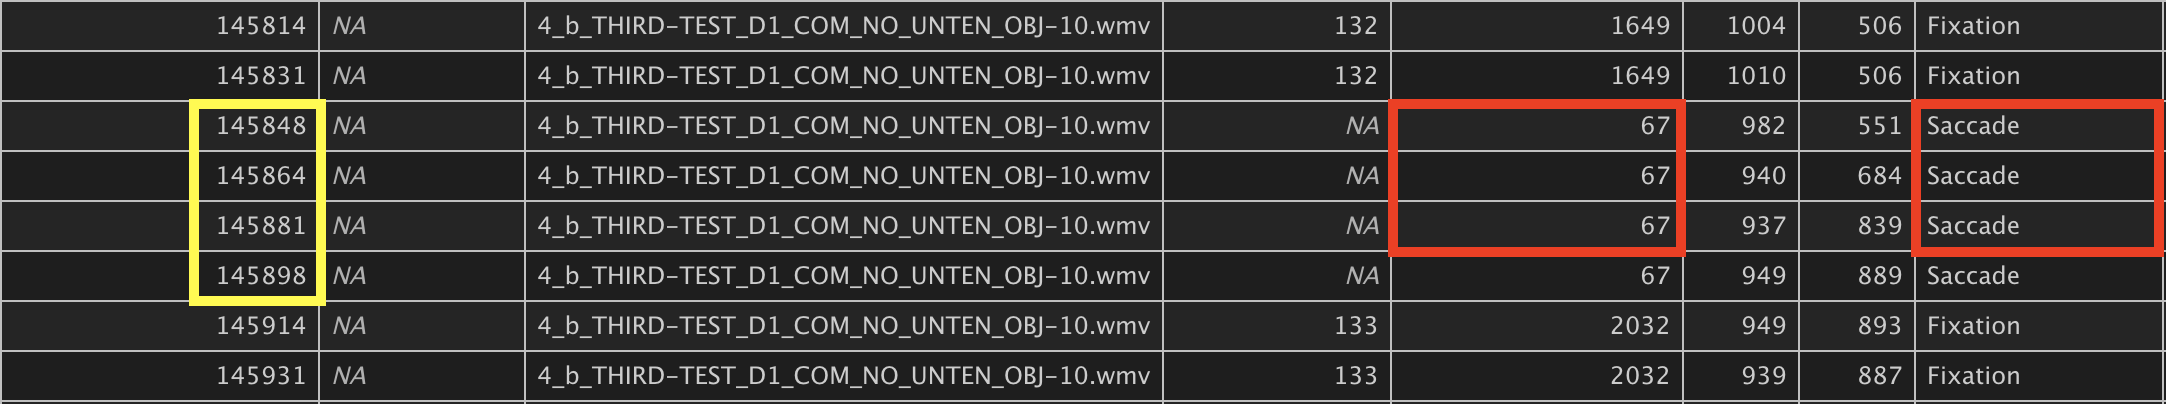 145814 NA 4_b_THIRD-TEST_D1_COM_NO_UNTEN_OBJ-10.wmv 132 1649 1004 506 Fixation
145831 NA 4_b_THIRD-TEST_D1_COM_NO_UNTEN_OBJ-10.wmv 132 1649 1010 506 Fixation
145848 NA 4_b_THIRD-TEST_D1_COM_NO_UNTEN_OBJ-10.wmv NA 67 982 551 Saccade
145864 NA 4_b_THIRD-TEST_D1_COM_NO_UNTEN_OBJ-10.wmv NA 67 940 684 Saccade
145881 NA 4_b_THIRD-TEST_D1_COM_NO_UNTEN_OBJ-10.wmv NA 67 937 839 Saccade
145898 NA 4_b_THIRD-TEST_D1_COM_NO_UNTEN_OBJ-10.wmv NA 67 949 889 Saccade
145914 NA 4_b_THIRD-TEST_D1_COM_NO_UNTEN_OBJ-10.wmv 133 2032 949 893 Fixation
145931 NA 4_b_THIRD-TEST_D1_COM_NO_UNTEN_OBJ-10.wmv 133 2032 939 887 Fixation